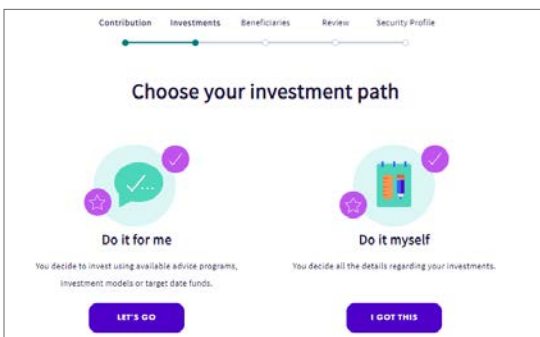 Contribution Investments Beneficiaries Review Security Profile
Choose your investment path
Do it for me
You decide to invest using available advice programs,
investment models or target date funds.
LET'S GO
Do it myself
You decide all the details regarding your investments.
I GOT THIS